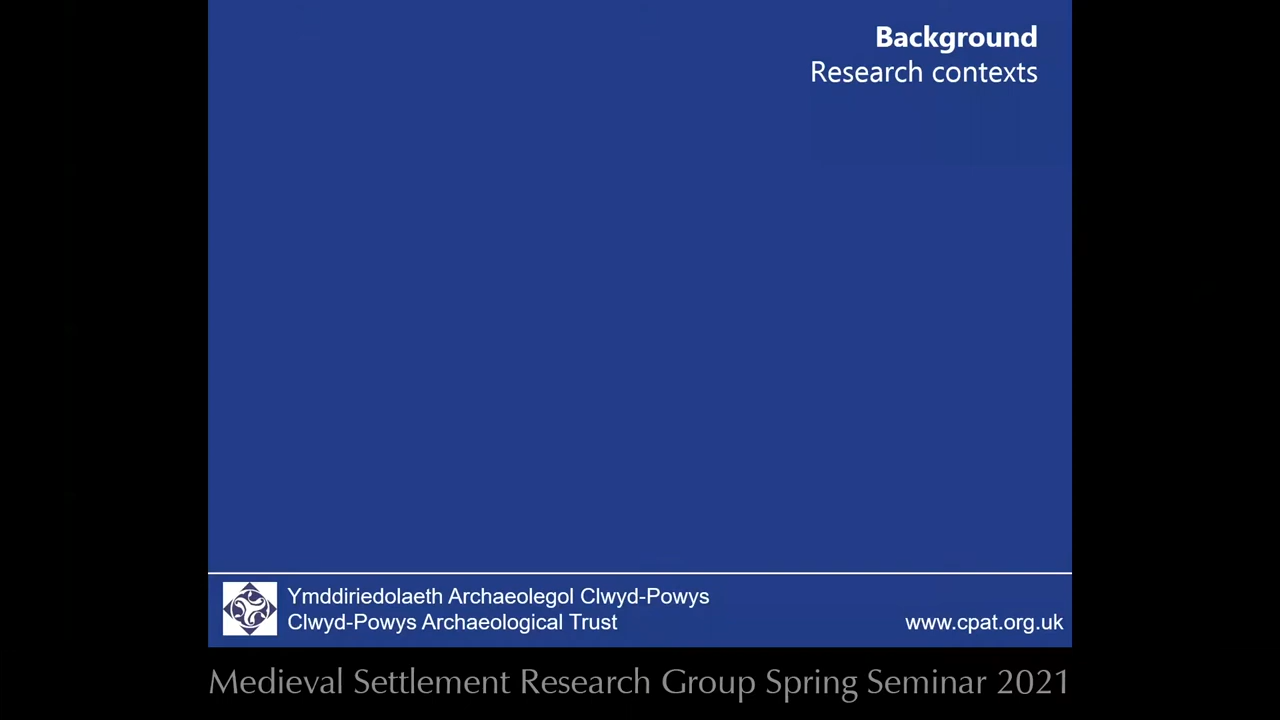 Background
Research contexts
Ymddiriedolaeth Archaeolegol Clwyd-Powys
Clwyd-Powys Archaeological Trust
www.cpat.org.uk
Medieval Settlement Research Group Spring Seminar 2021